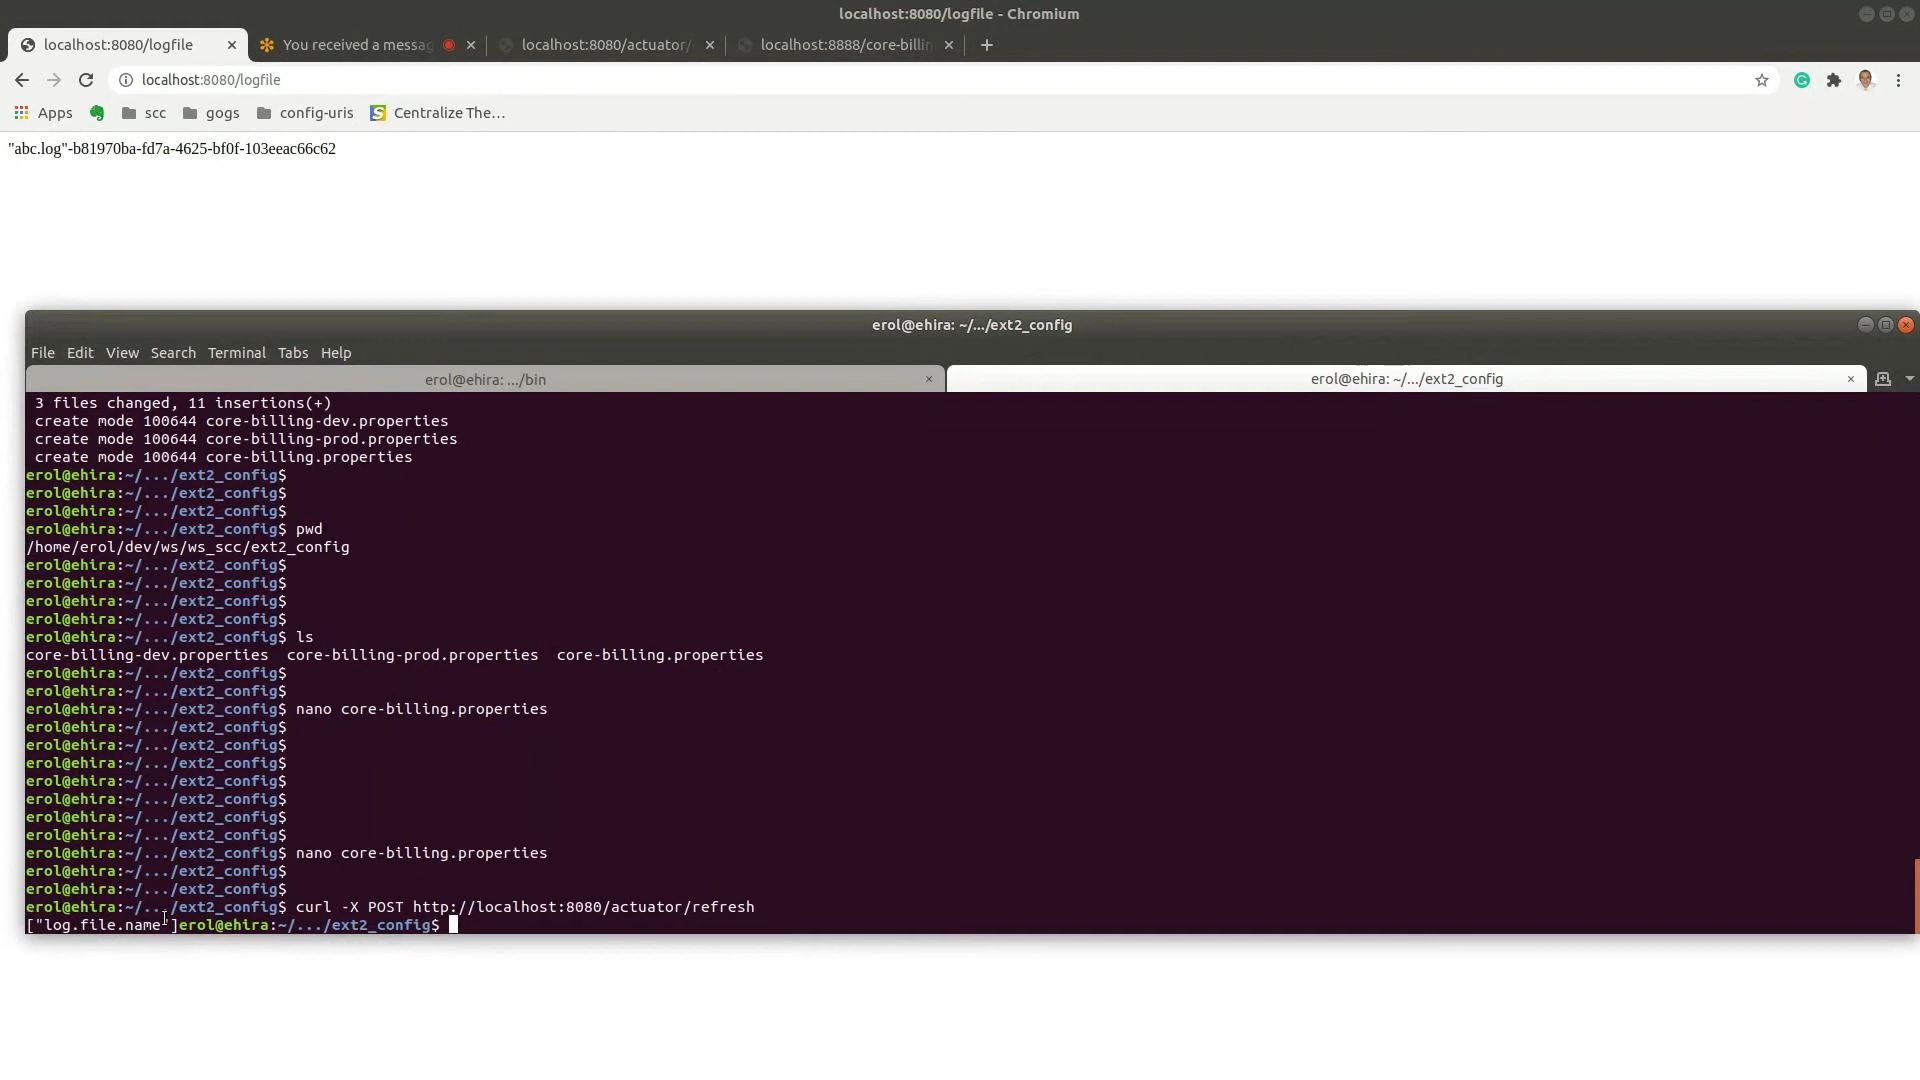 localhost:8080/logfile - Chromium
localhost:8080/logfile
You received a messag
localhost:8080/actuator/
localhost:8888/core-billin
localhost:8080/logfile
Apps
scc
gogs
config-uris
Centralize The...
"abc.log"-b81970ba-fd7a-4625-bf0f-103eeac66c62
erol@ehira: ~/.../ext2_config
File Edit View Search Terminal Tabs Help
erol@ehira: .../bin
erol@ehira: ~/.../ext2_config
3 files changed, 11 insertions(+)
create mode 100644 core-billing-dev.properties
create mode 100644 core-billing-prod.properties
create mode 100644 core-billing.properties
erol@ehira:~/.../ext2_config$
erol@ehira:~/.../ext2_config$
erol@ehira:~/.../ext2_config$
erol@ehira:~/.../ext2_config$ pwd
/home/erol/dev/ws/ws_scc/ext2_config
erol@ehira:~/.../ext2_config$
erol@ehira:~/.../ext2_config$
erol@ehira:~/.../ext2_config$
erol@ehira:~/.../ext2_config$
erol@ehira:~/.../ext2_config$ ls
core-billing-dev.properties  core-billing-prod.properties  core-billing.properties
erol@ehira:~/.../ext2_config$
erol@ehira:~/.../ext2_config$
erol@ehira:~/.../ext2_config$ nano core-billing.properties
erol@ehira:~/.../ext2_config$
erol@ehira:~/.../ext2_config$
erol@ehira:~/.../ext2_config$
erol@ehira:~/.../ext2_config$
erol@ehira:~/.../ext2_config$
erol@ehira:~/.../ext2_config$
erol@ehira:~/.../ext2_config$
erol@ehira:~/.../ext2_config$ nano core-billing.properties
erol@ehira:~/.../ext2_config$
erol@ehira:~/.../ext2_config$
erol@ehira:~/.../ext2_config$ curl -X POST http://localhost:8080/actuator/refresh
["log.file.name"]erol@ehira:~/.../ext2_config$